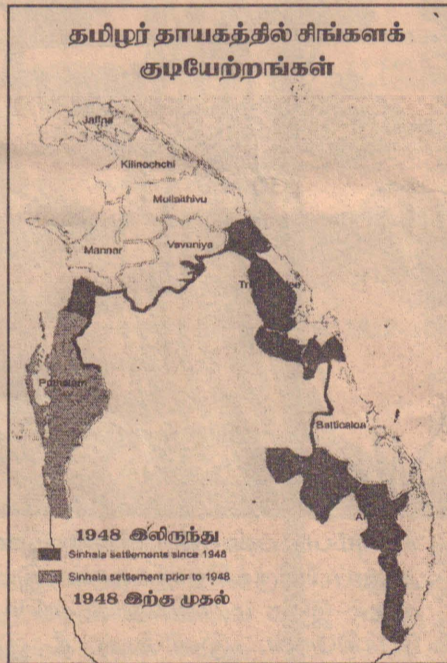 தமிழர் தாயகத்தில் சிங்களக்
குடியேற்றங்கள்
Jaffna
Kilinochchi
Mullaithivu
Mannar
Vavuniya
Batticaloa
1948 இலிருந்து
Sinhala settlements since 1948
Sinhala settlement prior to 1948
1948 இற்கு முதல்